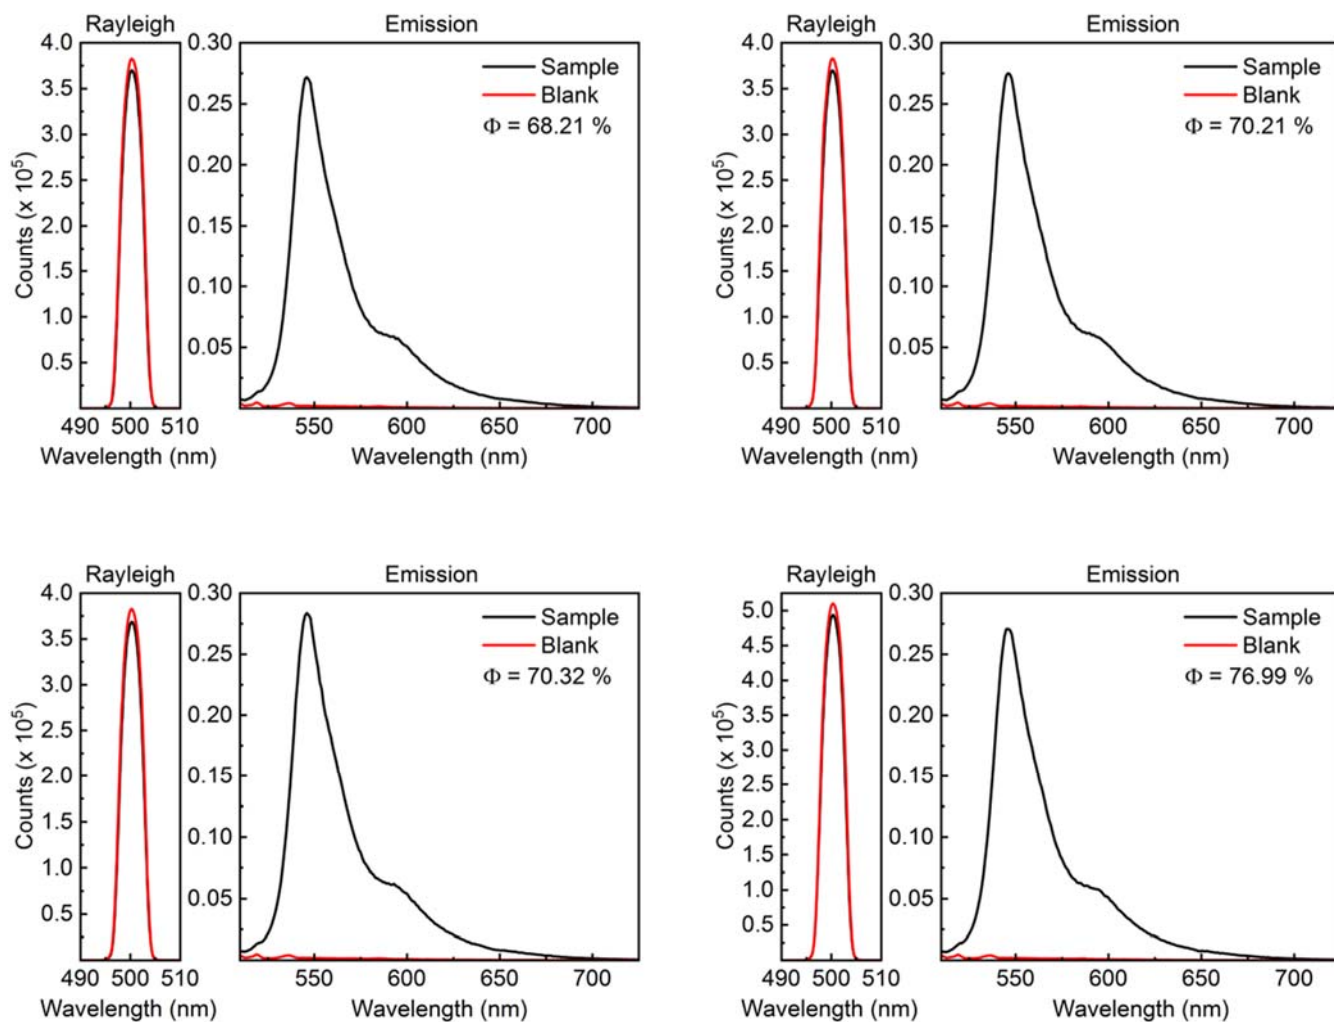 Rayleigh
Emission
Counts (x 10⁵)
4.0
3.5
3.0
2.5
2.0
1.5
1.0
0.5
0.30
0.25
0.20
0.15
0.10
0.05
Sample
Blank
Φ = 68.21 %
490 500 510
550 600 650 700
Wavelength (nm)
Wavelength (nm)
Rayleigh
Emission
Counts (x 10⁵)
4.0
3.5
3.0
2.5
2.0
1.5
1.0
0.5
0.30
0.25
0.20
0.15
0.10
0.05
Sample
Blank
Φ = 70.21 %
490 500 510
550 600 650 700
Wavelength (nm)
Wavelength (nm)
Rayleigh
Emission
Counts (x 10⁵)
4.0
3.5
3.0
2.5
2.0
1.5
1.0
0.5
0.30
0.25
0.20
0.15
0.10
0.05
Sample
Blank
Φ = 70.32 %
490 500 510
550 600 650 700
Wavelength (nm)
Wavelength (nm)
Rayleigh
Emission
Counts (x 10⁵)
5.0
4.5
4.0
3.5
3.0
2.5
2.0
1.5
1.0
0.5
0.30
0.25
0.20
0.15
0.10
0.05
Sample
Blank
Φ = 76.99 %
490 500 510
550 600 650 700
Wavelength (nm)
Wavelength (nm)